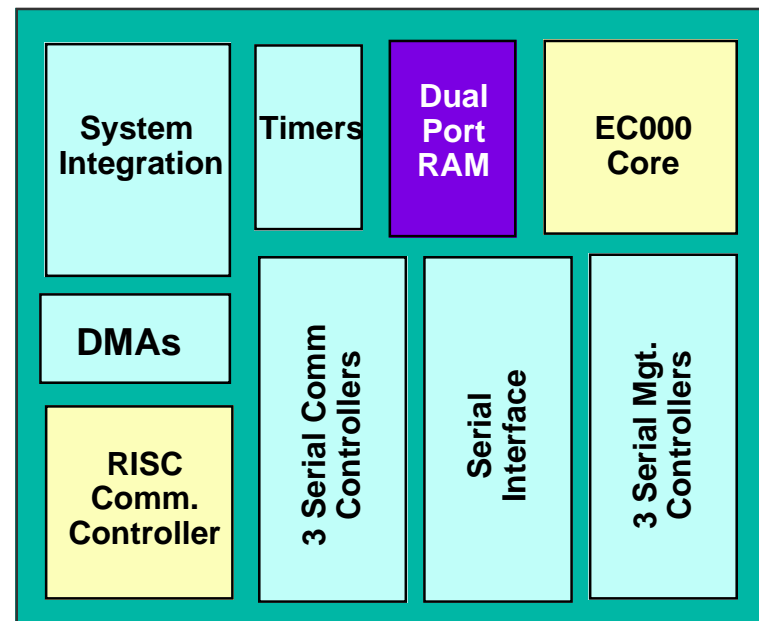 System
Integration
Timers
Dual
Port
RAM
EC000
Core
DMAs
RISC
Comm.
Controller
3 Serial Comm
Controllers
Serial
Interface
3 Serial Mgt.
Controllers